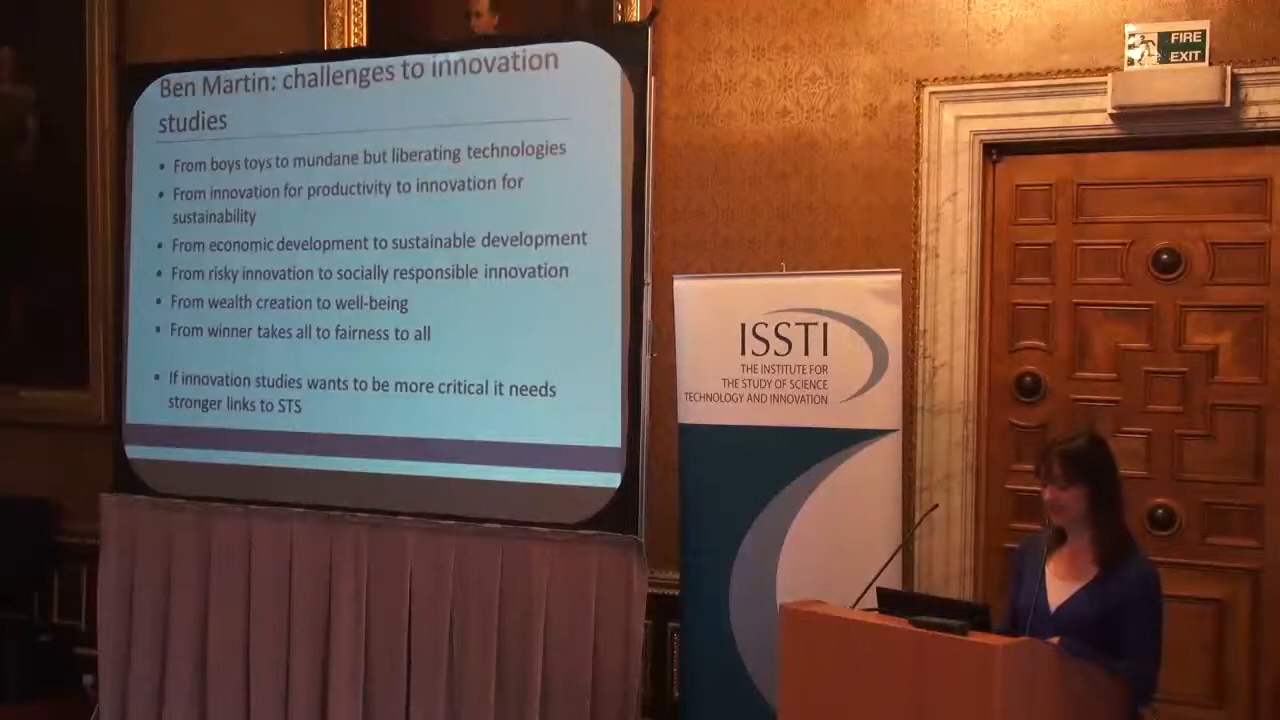 Ben Martin: challenges to innovation
studies
• From boys toys to mundane but liberating technologies
• From innovation for productivity to innovation for
sustainability
• From economic development to sustainable development
• From risky innovation to socially responsible innovation
• From wealth creation to well-being
• From winner takes all to fairness to all
• If innovation studies wants to be more critical it needs
stronger links to STS
ISSTI
THE INSTITUTE FOR
THE STUDY OF SCIENCE
TECHNOLOGY AND INNOVATION
FIRE
EXIT